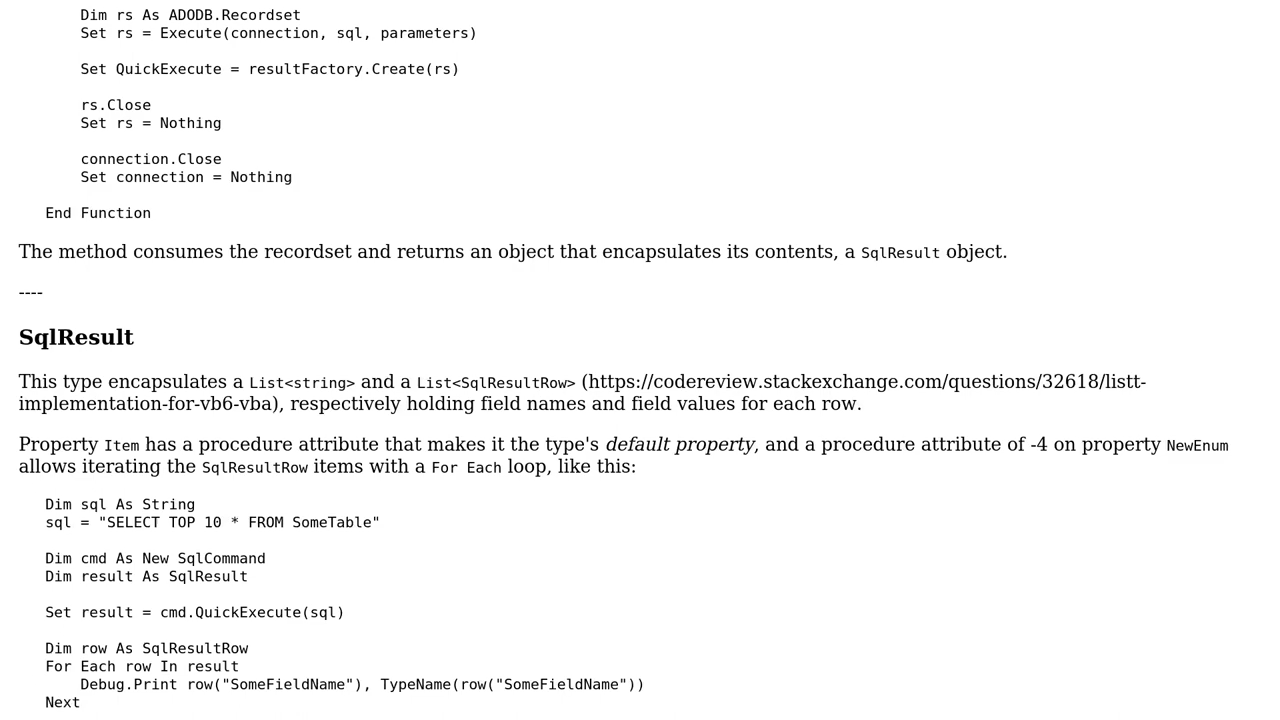 Dim rs As ADODB.Recordset
Set rs = Execute(connection, sql, parameters)
Set QuickExecute = resultFactory.Create(rs)
rs.Close
Set rs = Nothing
connection.Close
Set connection = Nothing
End Function
The method consumes the recordset and returns an object that encapsulates its contents, a SqlResult object.
----
SqlResult
This type encapsulates a List<string> and a List<SqlResultRow> (https://codereview.stackexchange.com/questions/32618/listt-
implementation-for-vb6-vba), respectively holding field names and field values for each row.
Property Item has a procedure attribute that makes it the type's default property, and a procedure attribute of -4 on property NewEnum
allows iterating the SqlResultRow items with a For Each loop, like this:
Dim sql As String
sql = "SELECT TOP 10 * FROM SomeTable"
Dim cmd As New SqlCommand
Dim result As SqlResult
Set result = cmd.QuickExecute(sql)
Dim row As SqlResultRow
For Each row In result
Debug.Print row("SomeFieldName"), TypeName(row("SomeFieldName"))
Next